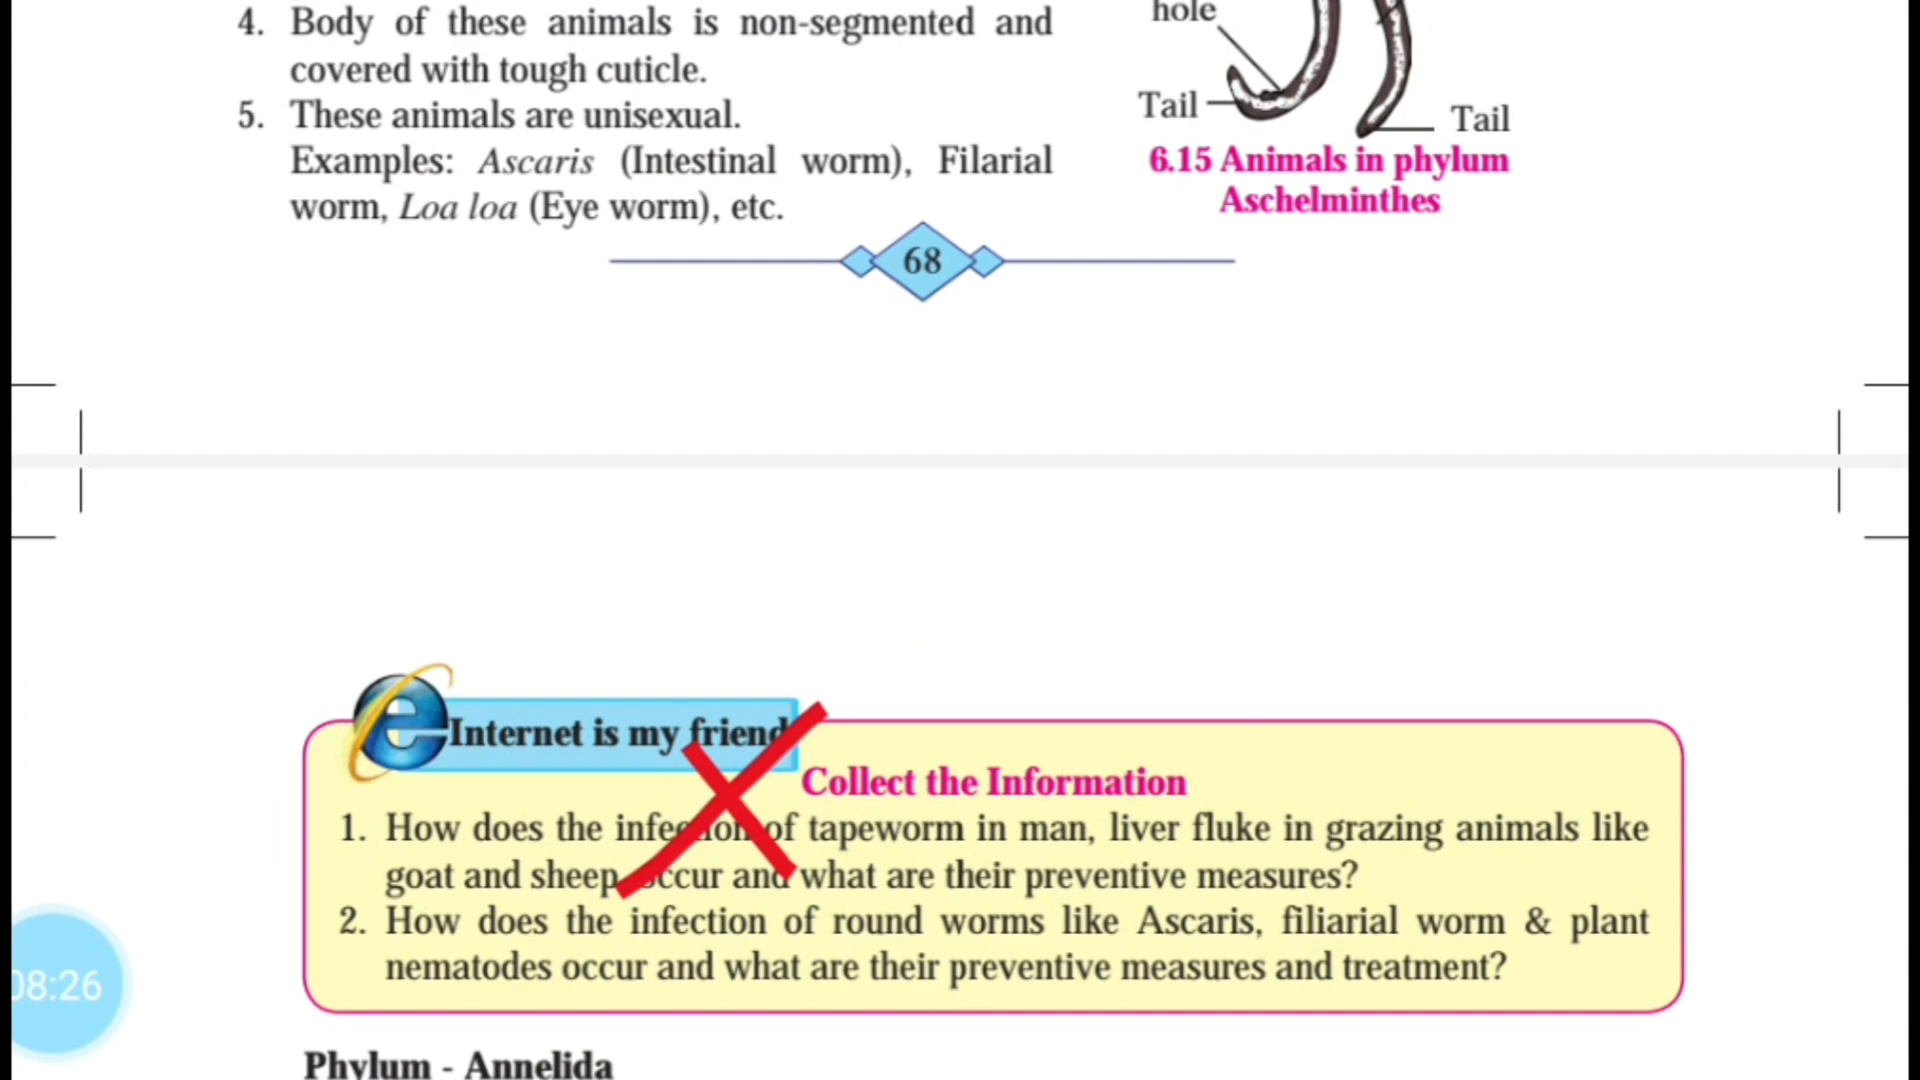 4. Body of these animals is non-segmented and
covered with tough cuticle.
5. These animals are unisexual.
Examples: Ascaris (Intestinal worm), Filarial
worm, Loa loa (Eye worm), etc.
hole
Tail
Tail
6.15 Animals in phylum
Aschelminthes
68
Internet is my friend
Collect the Information
1. How does the infection of tapeworm in man, liver fluke in grazing animals like
goat and sheep occur and what are their preventive measures?
2. How does the infection of round worms like Ascaris, filiarial worm & plant
nematodes occur and what are their preventive measures and treatment?
08:26
Phylum - Annelida